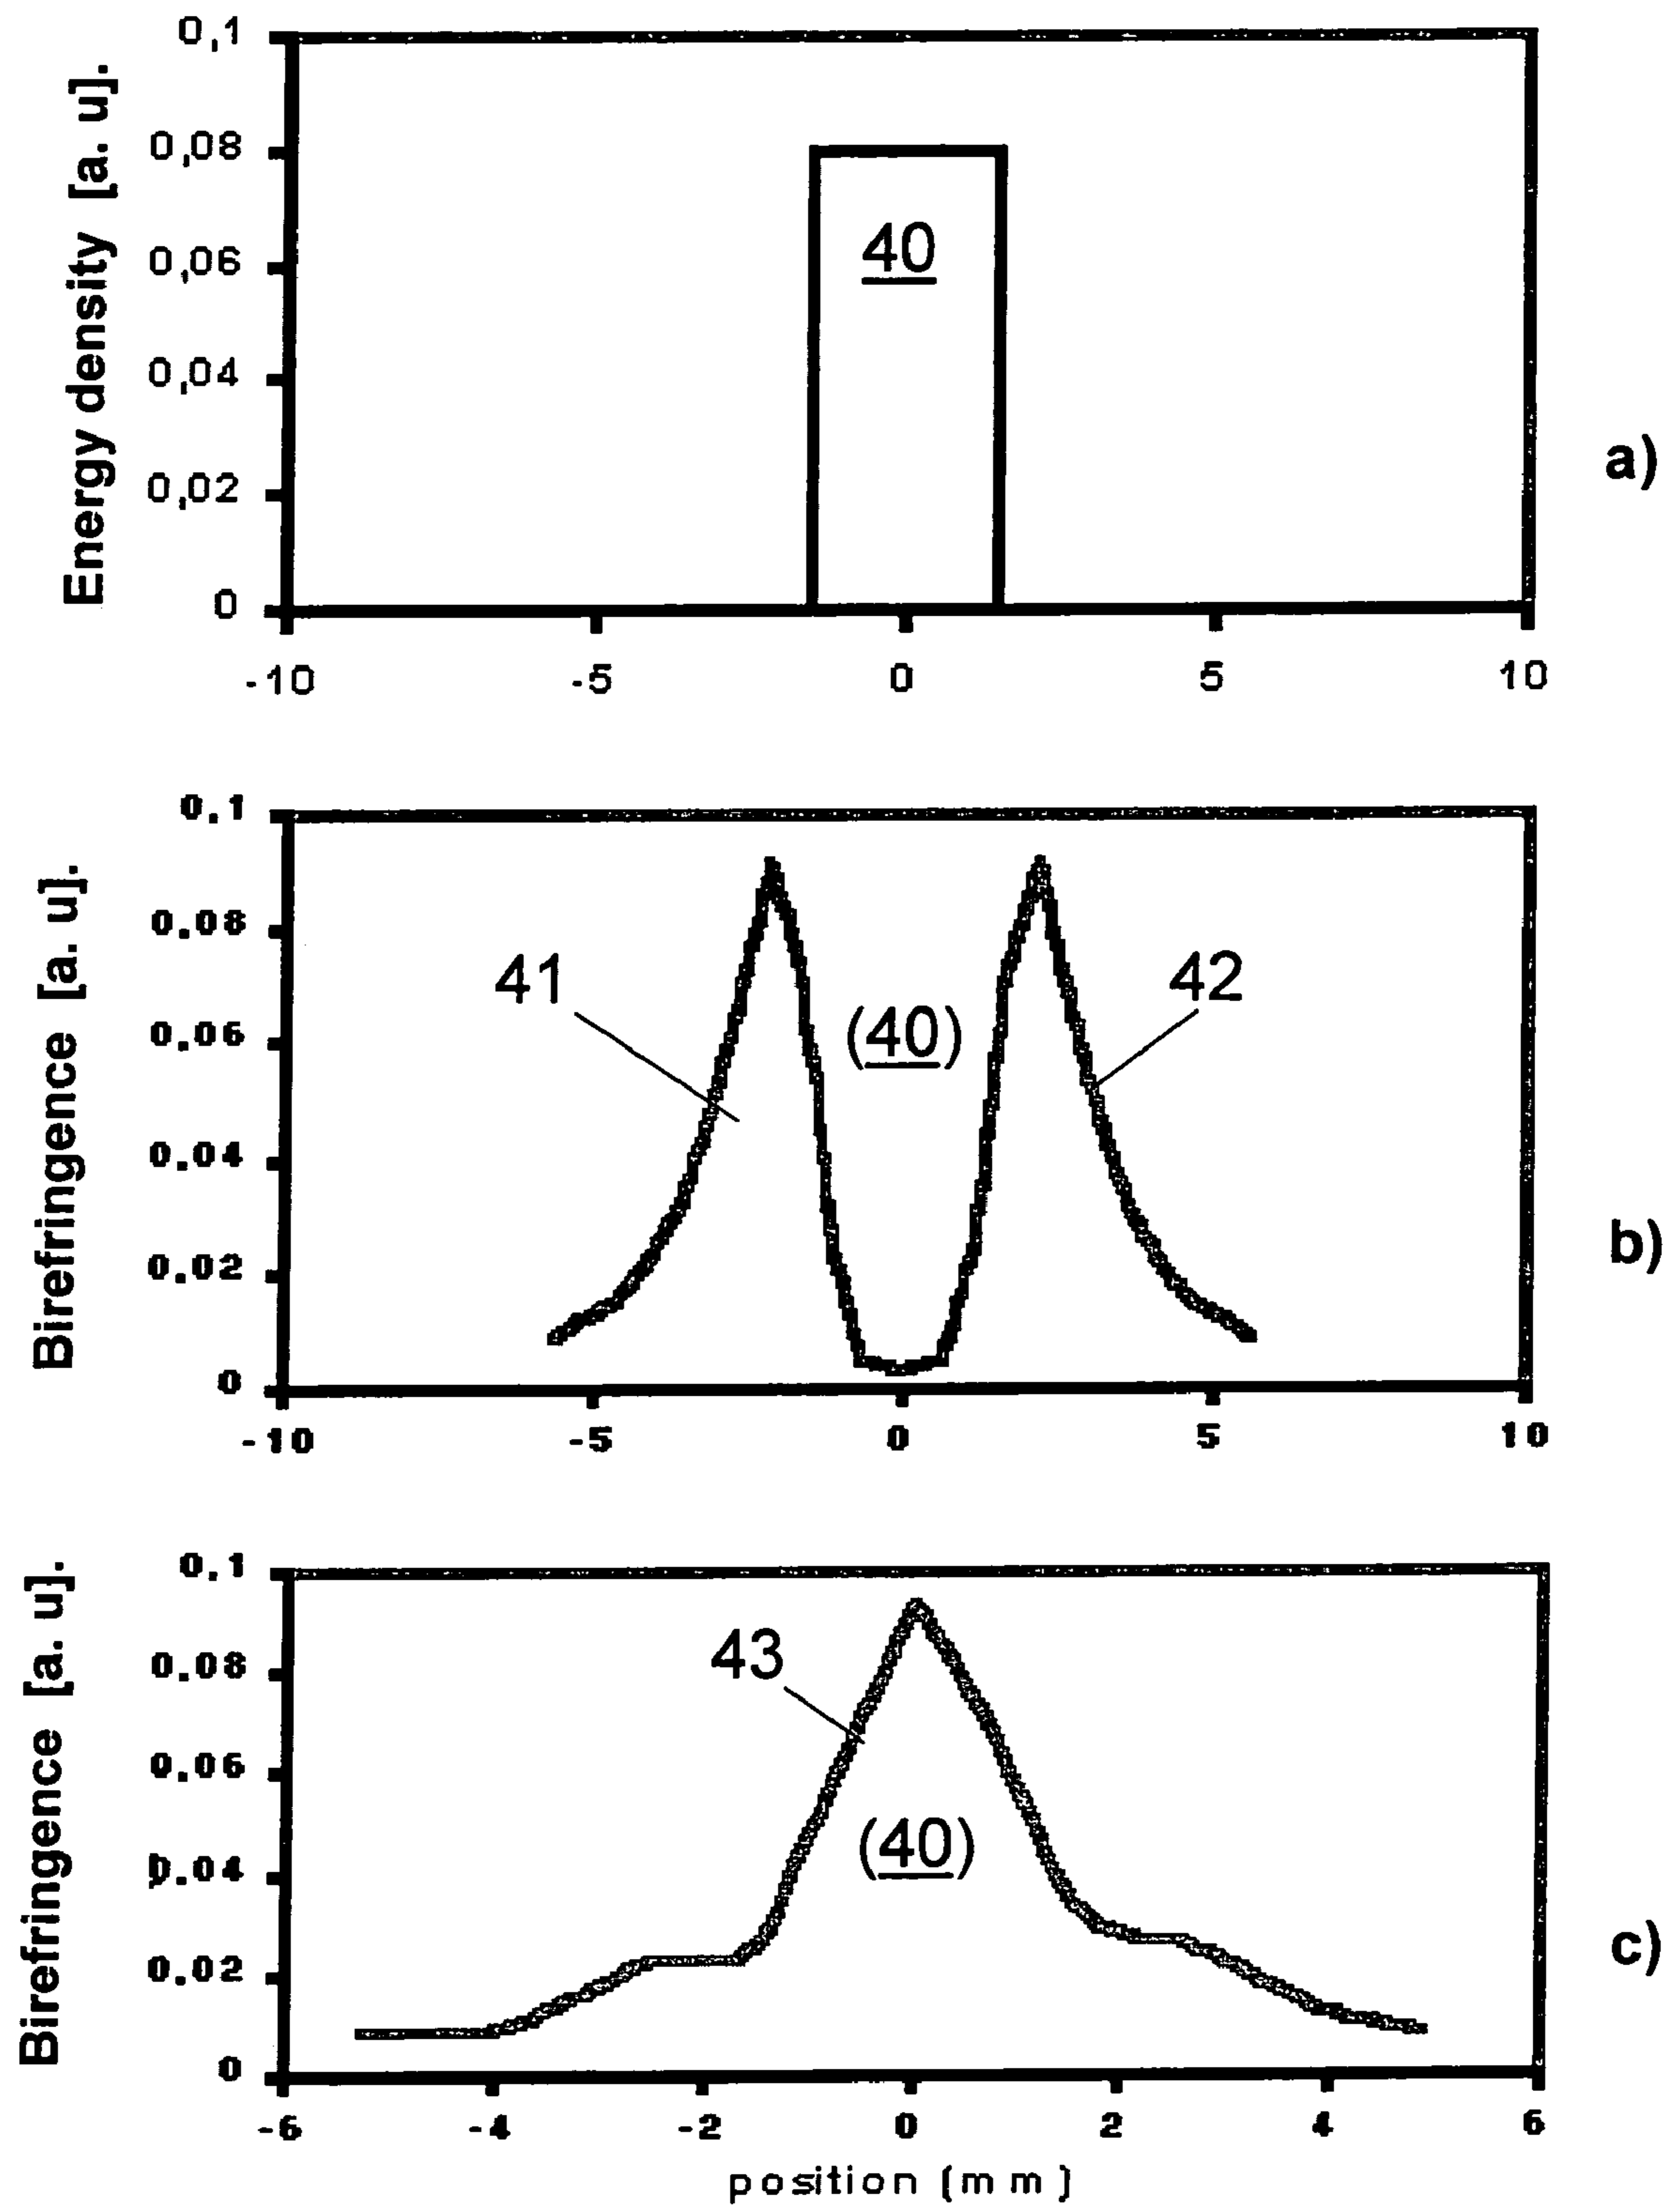 0,1
Energy density [a. u].
0,08
40
0,06
0,04
a)
0,02
0
-10 -5 0 5 10
0.1
Birefringence [a. u].
0.08
41 42
(40)
0.06
0.04
b)
0.02
0
-10 -5 0 5 10
0.1
Birefringence [a. u].
43
0.08
0.06
(40)
0.04
c)
0.02
0
-6 -4 -2 0 2 4 6
position (mm)